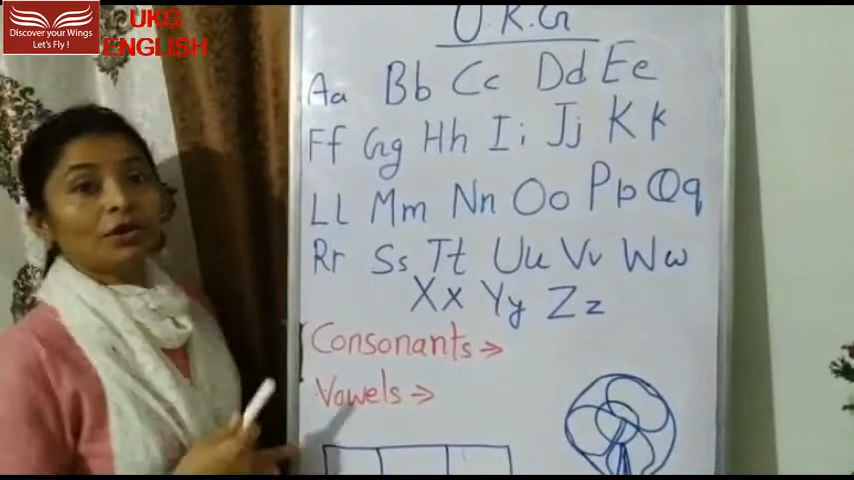 Discover your Wings
Let's Fly !
UKG
ENGLISH
U.K.G
Aa Bb Cc Dd Ee
Ff Gg Hh Ii Jj Kk
Ll Mm Nn Oo Pp Qq
Rr Ss Tt Uu Vv Ww
Xx Yy Zz
Consonants →
Vowels →